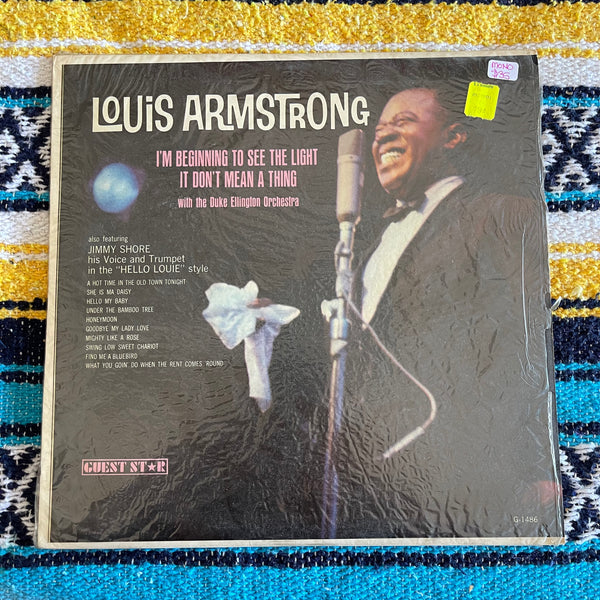 MONO
$35
LOUIS ARMSTRONG
I'M BEGINNING TO SEE THE LIGHT
IT DON'T MEAN A THING
with the Duke Ellington Orchestra
also featuring
JIMMY SHORE
his Voice and Trumpet
in the "HELLO LOUIE" style
A HOT TIME IN THE OLD TOWN TONIGHT
SHE IS MA DAISY
HELLO MY BABY
UNDER THE BAMBOO TREE
HONEYMOON
GOODBYE MY LADY LOVE
MIGHTY LIKE A ROSE
SWING LOW SWEET CHARIOT
FIND ME A BLUEBIRD
WHAT YOU GOIN' DO WHEN THE RENT COMES 'ROUND
GUEST ST★R
G-1486